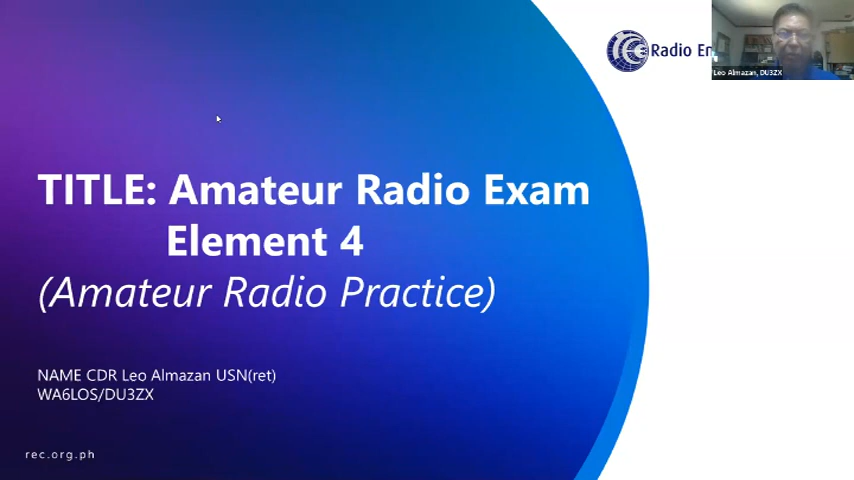 Radio En
Leo Almazan, DU3ZX
TITLE: Amateur Radio Exam
Element 4
(Amateur Radio Practice)
NAME CDR Leo Almazan USN(ret)
WA6LOS/DU3ZX
rec.org.ph